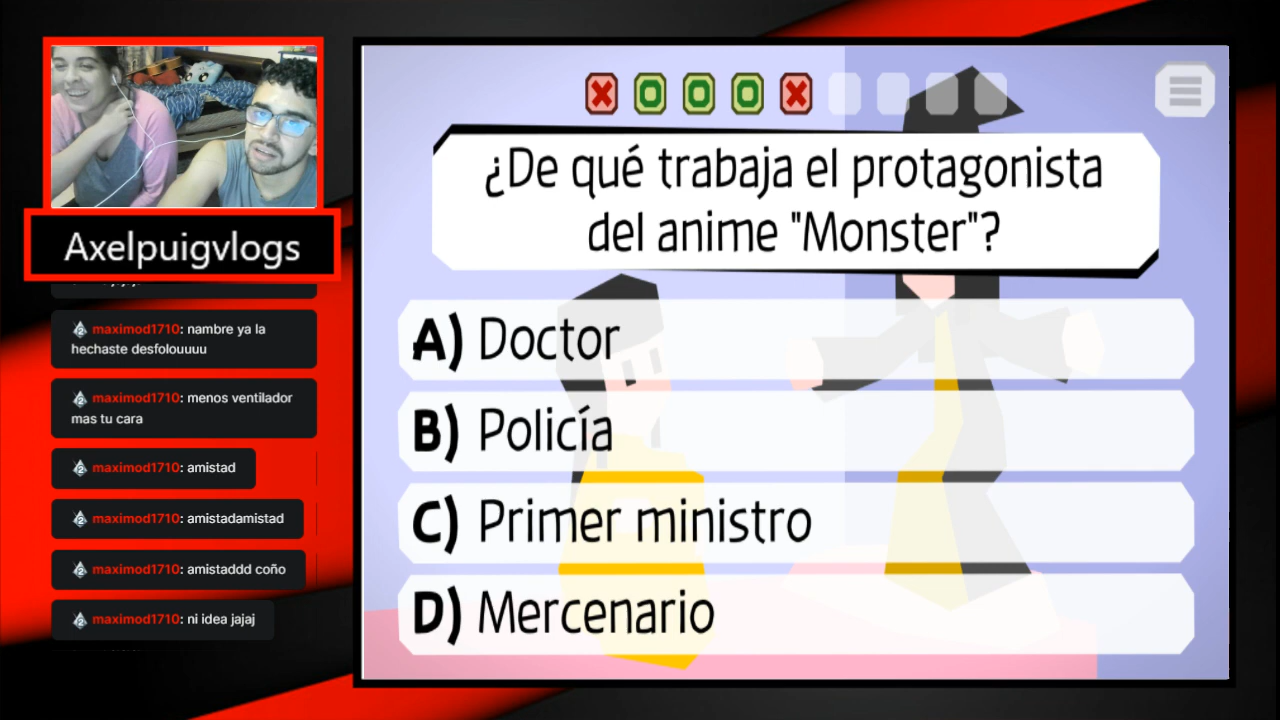 ¿De qué trabaja el protagonista
del anime "Monster"?
A) Doctor
B) Policía
C) Primer ministro
D) Mercenario
Axelpuigvlogs
maximod1710: nambre ya la
hechaste desfolouuuu
maximod1710: menos ventilador
mas tu cara
maximod1710: amistad
maximod1710: amistadamistad
maximod1710: amistaddd coño
maximod1710: ni idea jajaj